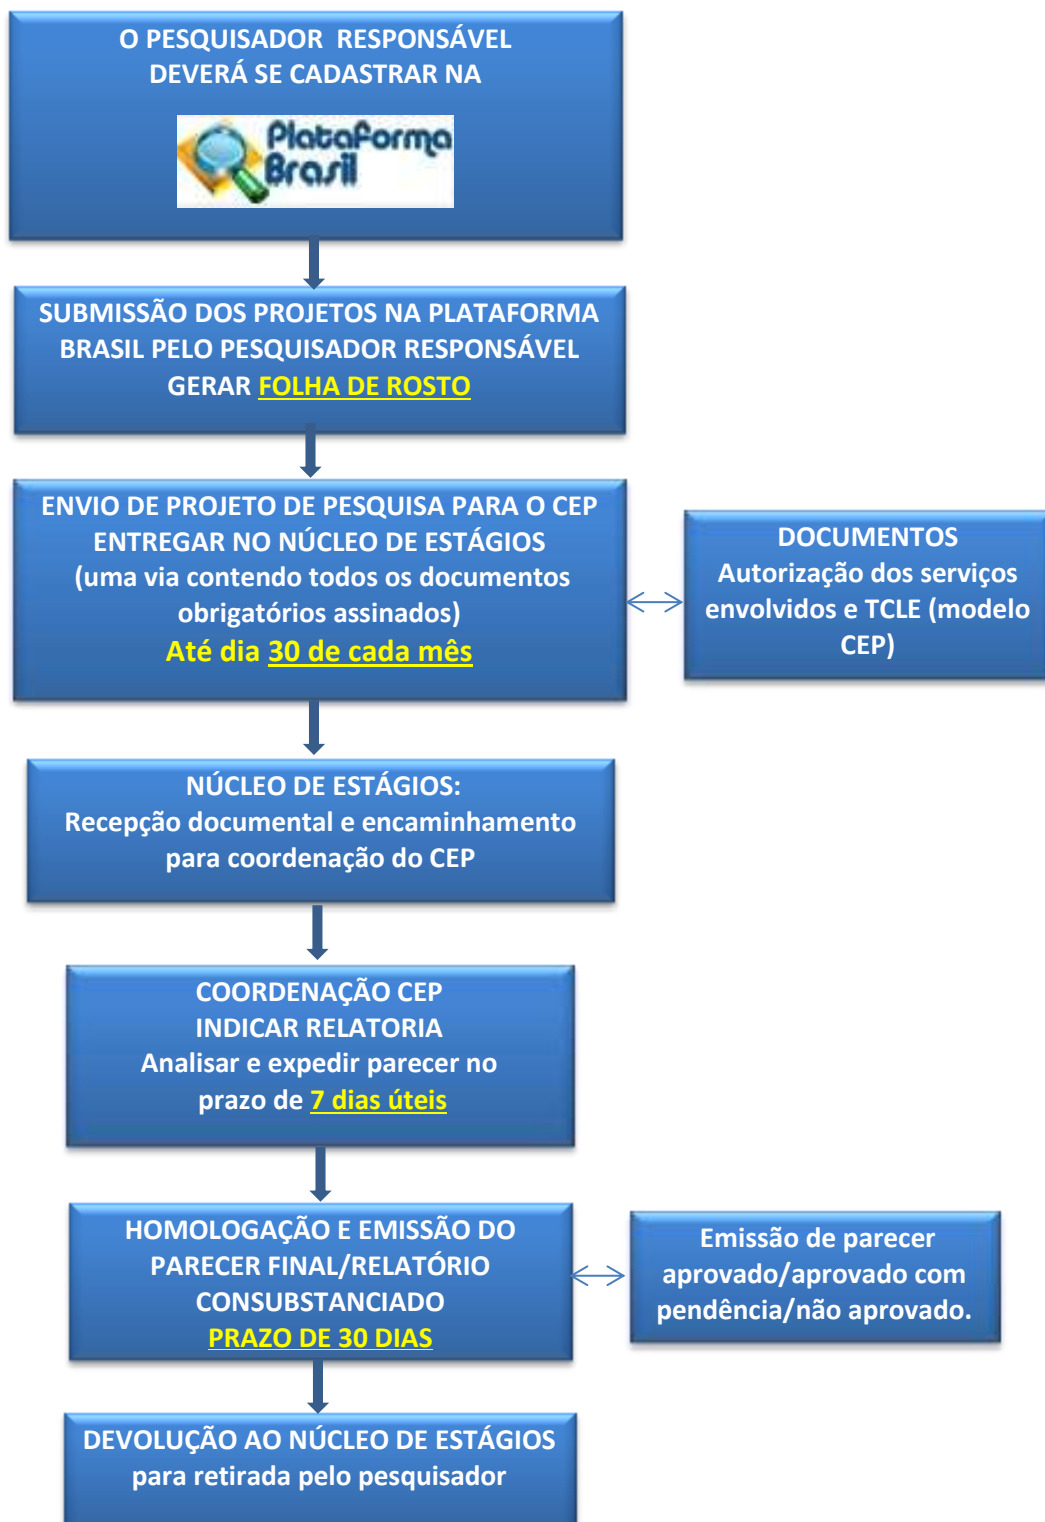 O PESQUISADOR RESPONSÁVEL
DEVERÁ SE CADASTRAR NA
Plataforma
Brasil
SUBMISSÃO DOS PROJETOS NA PLATAFORMA
BRASIL PELO PESQUISADOR RESPONSÁVEL
GERAR FOLHA DE ROSTO
ENVIO DE PROJETO DE PESQUISA PARA O CEP
ENTREGAR NO NÚCLEO DE ESTÁGIOS
(uma via contendo todos os documentos
obrigatórios assinados)
Até dia 30 de cada mês
DOCUMENTOS
Autorização dos serviços
envolvidos e TCLE (modelo
CEP)
NÚCLEO DE ESTÁGIOS:
Recepção documental e encaminhamento
para coordenação do CEP
COORDENAÇÃO CEP
INDICAR RELATORIA
Analisar e expedir parecer no
prazo de 7 dias úteis
HOMOLOGAÇÃO E EMISSÃO DO
PARECER FINAL/RELATÓRIO
CONSUBSTANCIADO
PRAZO DE 30 DIAS
Emissão de parecer
aprovado/aprovado com
pendência/não aprovado.
DEVOLUÇÃO AO NÚCLEO DE ESTÁGIOS
para retirada pelo pesquisador